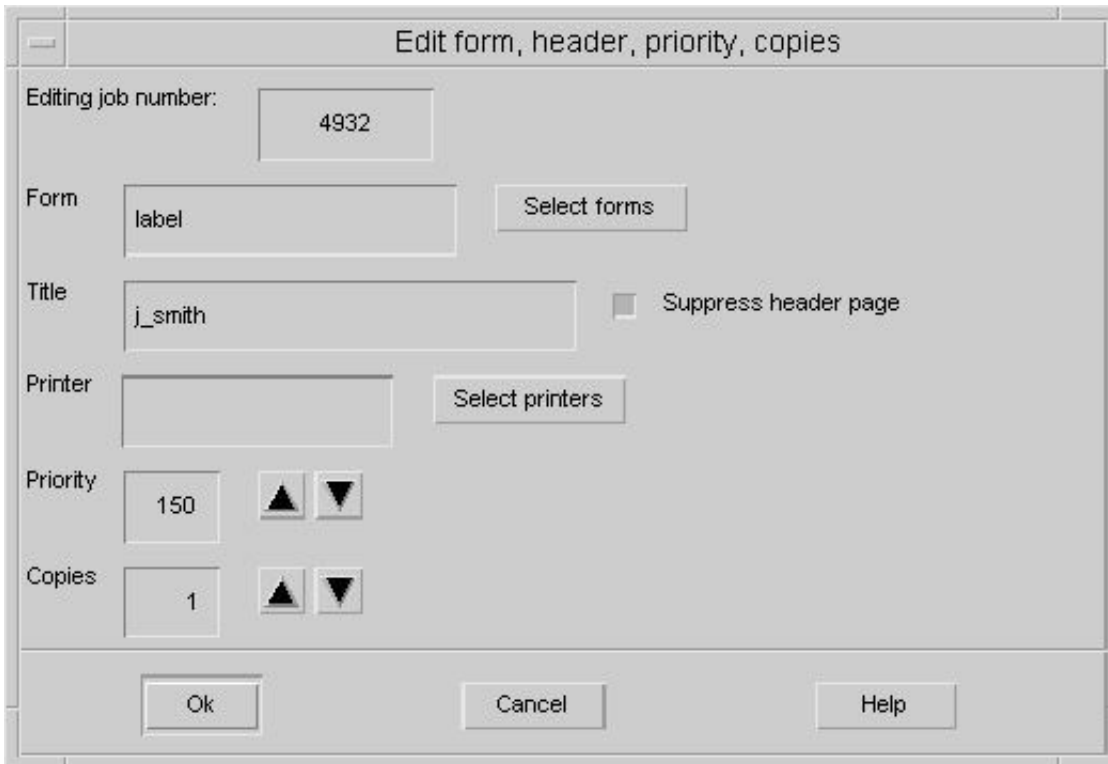 Edit form, header, priority, copies
Editing job number: 4932
Form label Select forms
Title j_smith Suppress header page
Printer Select printers
Priority 150
Copies 1
Ok Cancel Help